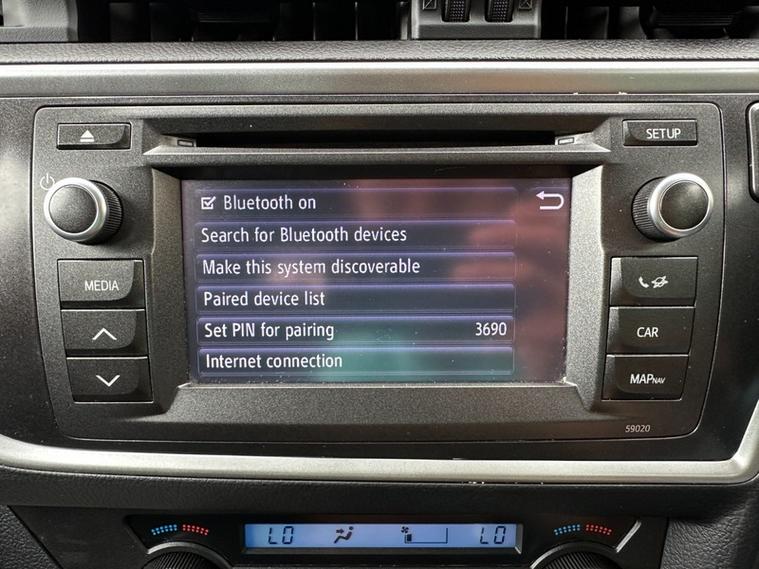 SETUP
Bluetooth on
Search for Bluetooth devices
MEDIA
Make this system discoverable
Paired device list
Set PIN for pairing 3690
CAR
Internet connection
MAPNAV
59020
LO LO